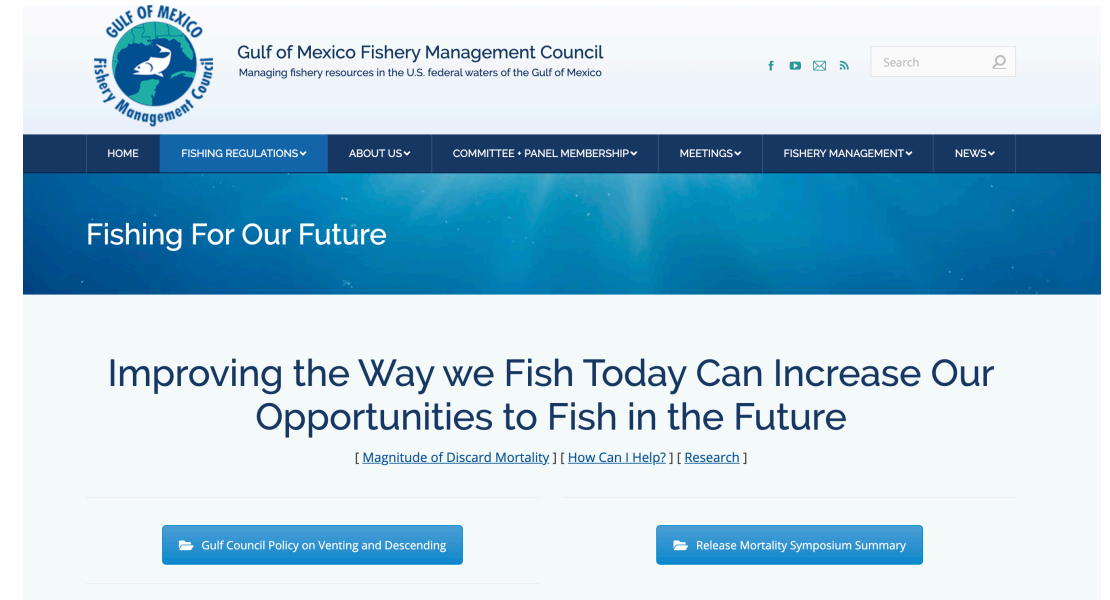 GULF OF MEXICO
Fishery Management Council
Gulf of Mexico Fishery Management Council
Managing fishery resources in the U.S. federal waters of the Gulf of Mexico
Search
HOME FISHING REGULATIONS ABOUT US COMMITTEE + PANEL MEMBERSHIP MEETINGS FISHERY MANAGEMENT NEWS
Fishing For Our Future
Improving the Way we Fish Today Can Increase Our
Opportunities to Fish in the Future
[ Magnitude of Discard Mortality ] [ How Can I Help? ] [ Research ]
Gulf Council Policy on Venting and Descending
Release Mortality Symposium Summary